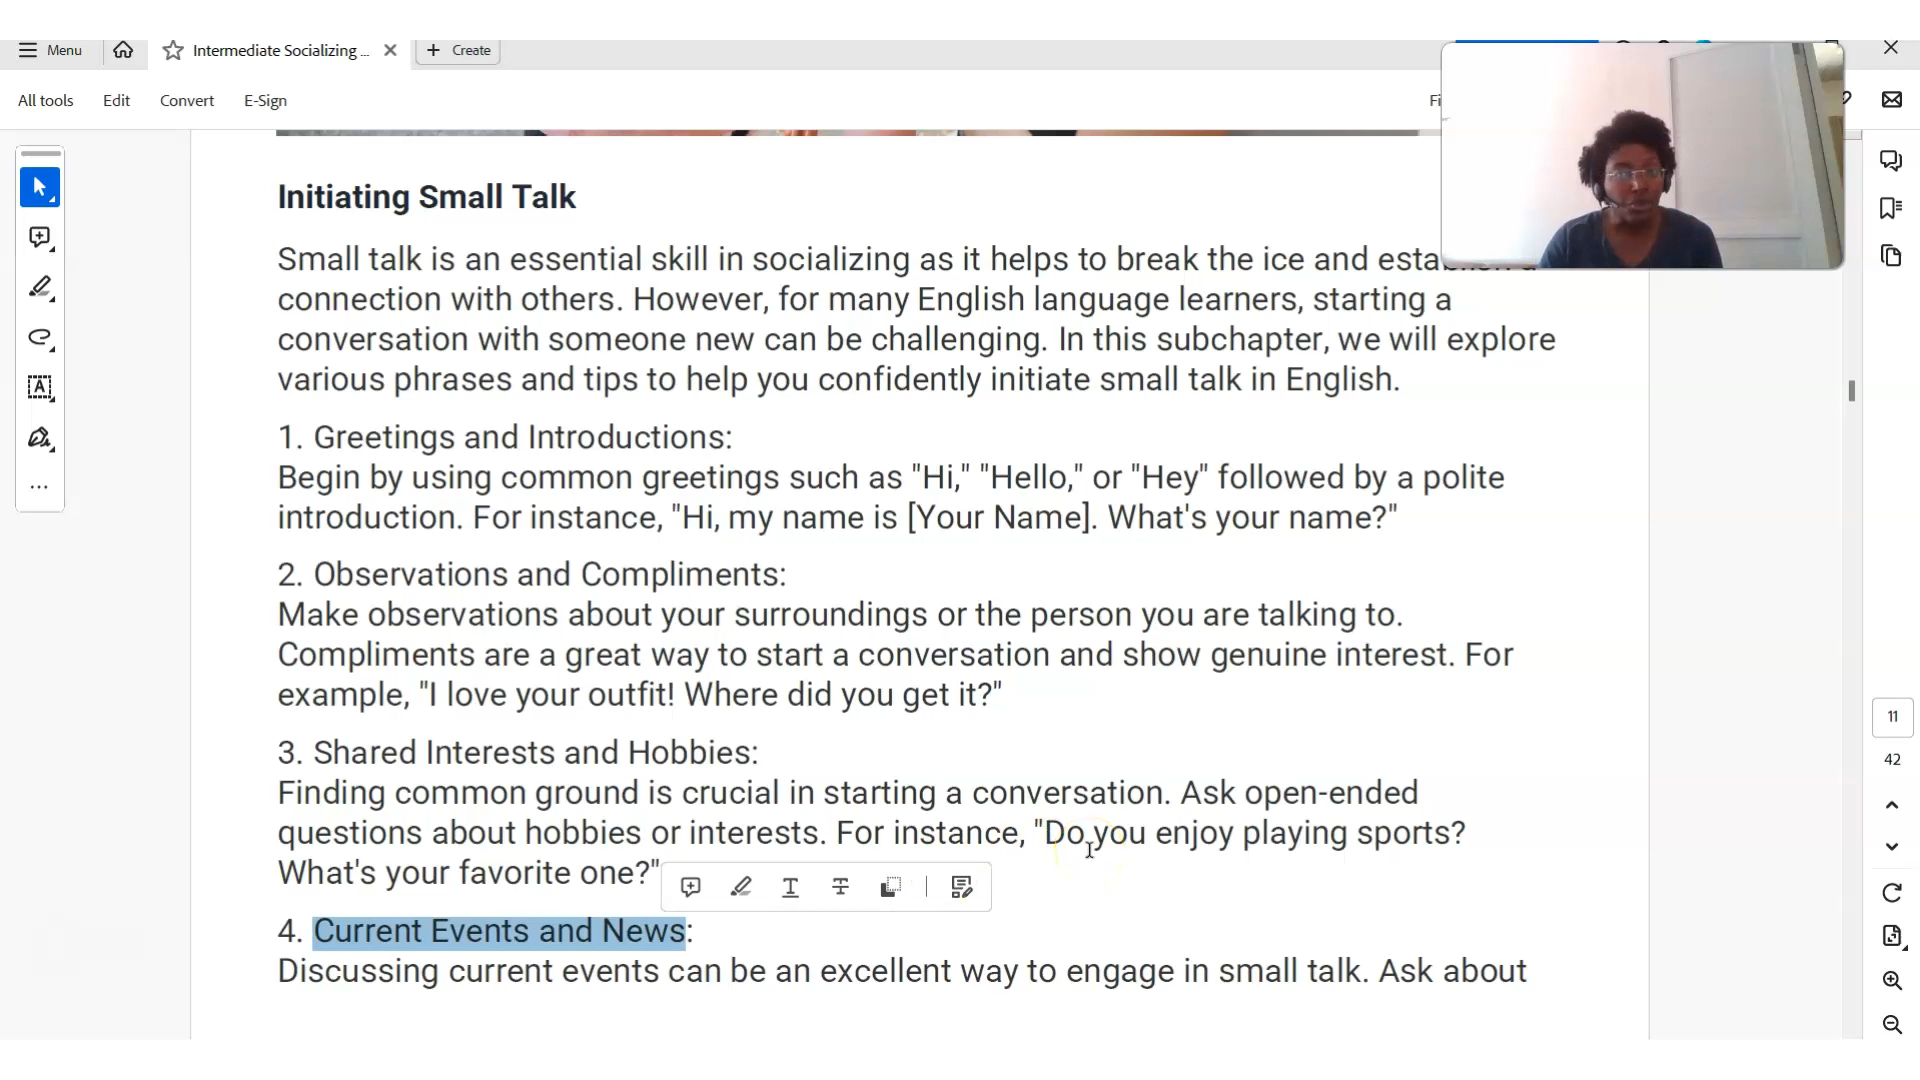 Menu
Intermediate Socializing ...
Create
All tools
Edit
Convert
E-Sign
Initiating Small Talk
Small talk is an essential skill in socializing as it helps to break the ice and
connection with others. However, for many English language learners, starting a
conversation with someone new can be challenging. In this subchapter, we will explore
various phrases and tips to help you confidently initiate small talk in English.
1. Greetings and Introductions:
Begin by using common greetings such as "Hi," "Hello," or "Hey" followed by a polite
introduction. For instance, "Hi, my name is [Your Name]. What's your name?"
2. Observations and Compliments:
Make observations about your surroundings or the person you are talking to.
Compliments are a great way to start a conversation and show genuine interest. For
example, "I love your outfit! Where did you get it?"
3. Shared Interests and Hobbies:
Finding common ground is crucial in starting a conversation. Ask open-ended
questions about hobbies or interests. For instance, "Do you enjoy playing sports?
What's your favorite one?"
4. Current Events and News:
Discussing current events can be an excellent way to engage in small talk. Ask about
11
42